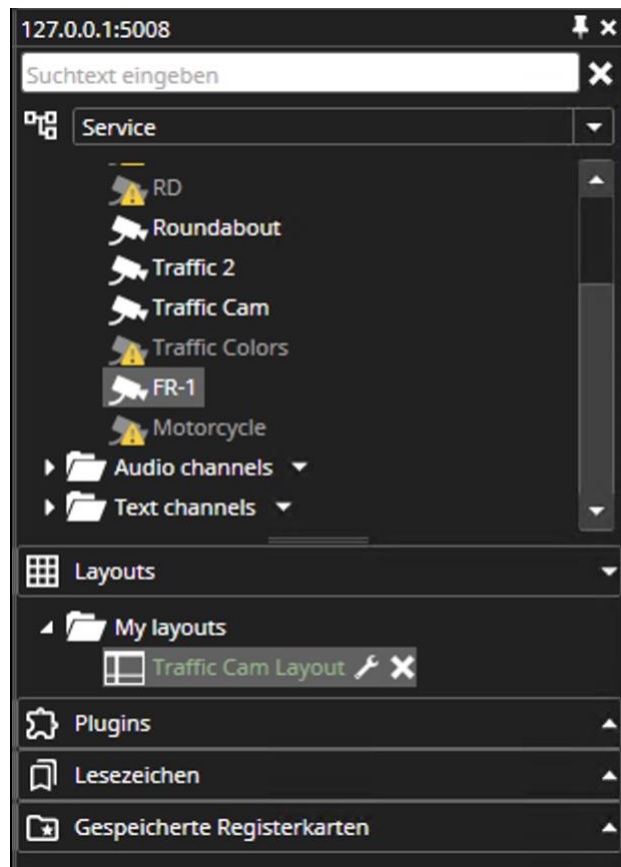 127.0.0.1:5008
Suchtext eingeben
Service
RD
Roundabout
Traffic 2
Traffic Cam
Traffic Colors
FR-1
Motorcycle
Audio channels
Text channels
Layouts
My layouts
Traffic Cam Layout
Plugins
Lesezeichen
Gespeicherte Registerkarten